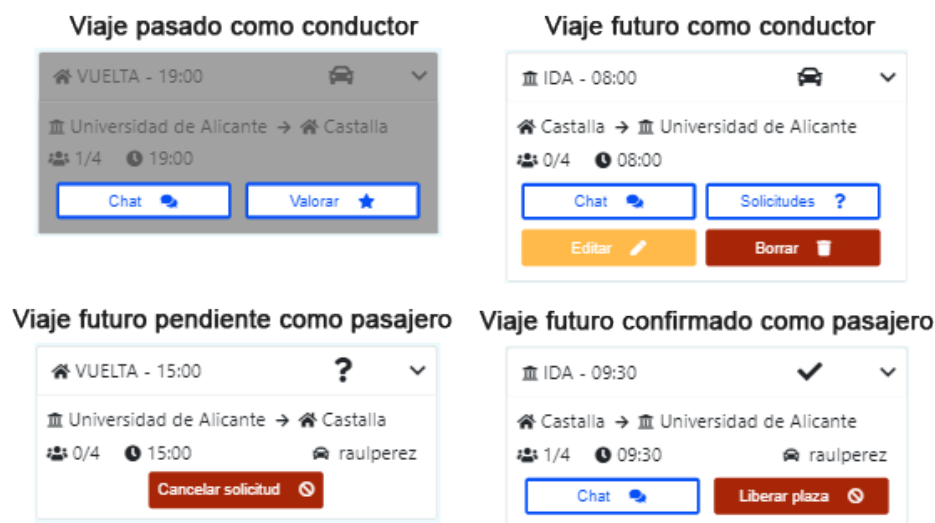 Viaje pasado como conductor
VUELTA - 19:00
Universidad de Alicante → Castalla
1/4 19:00
Chat Valorar
Viaje futuro como conductor
IDA - 08:00
Castalla → Universidad de Alicante
0/4 08:00
Chat Solicitudes ?
Editar Borrar
Viaje futuro pendiente como pasajero
VUELTA - 15:00 ?
Universidad de Alicante → Castalla
0/4 15:00 raulperez
Cancelar solicitud
Viaje futuro confirmado como pasajero
IDA - 09:30
Castalla → Universidad de Alicante
1/4 09:30 raulperez
Chat Liberar plaza